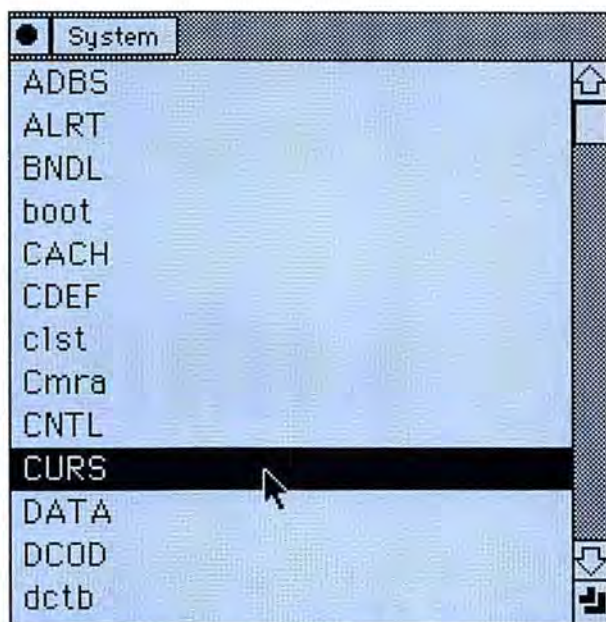 System
ADBS
ALRT
BNDL
boot
CACH
CDEF
clst
Cmra
CNTL
CURS
DATA
DCOD
dctb